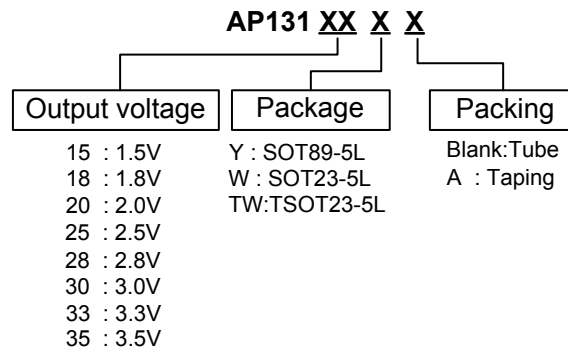 AP131 XX X X
Output voltage
15 : 1.5V
18 : 1.8V
20 : 2.0V
25 : 2.5V
28 : 2.8V
30 : 3.0V
33 : 3.3V
35 : 3.5V
Package
Y : SOT89-5L
W : SOT23-5L
TW:TSOT23-5L
Packing
Blank:Tube
A : Taping